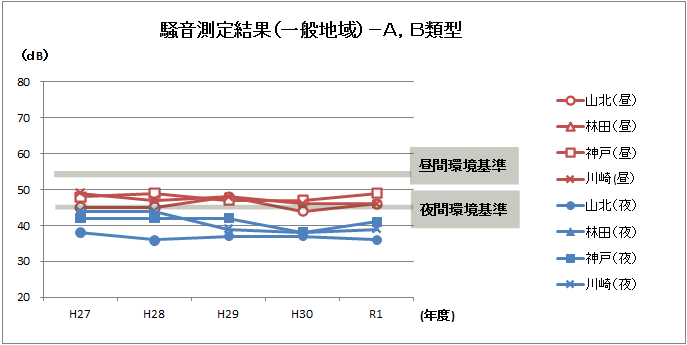 騒音測定結果(一般地域)－A，B類型
(dB)
80
70
60
50
40
30
20
H27 H28 H29 H30 R1 (年度)
昼間環境基準
夜間環境基準
山北(昼)
林田(昼)
神戸(昼)
川崎(昼)
山北(夜)
林田(夜)
神戸(夜)
川崎(夜)